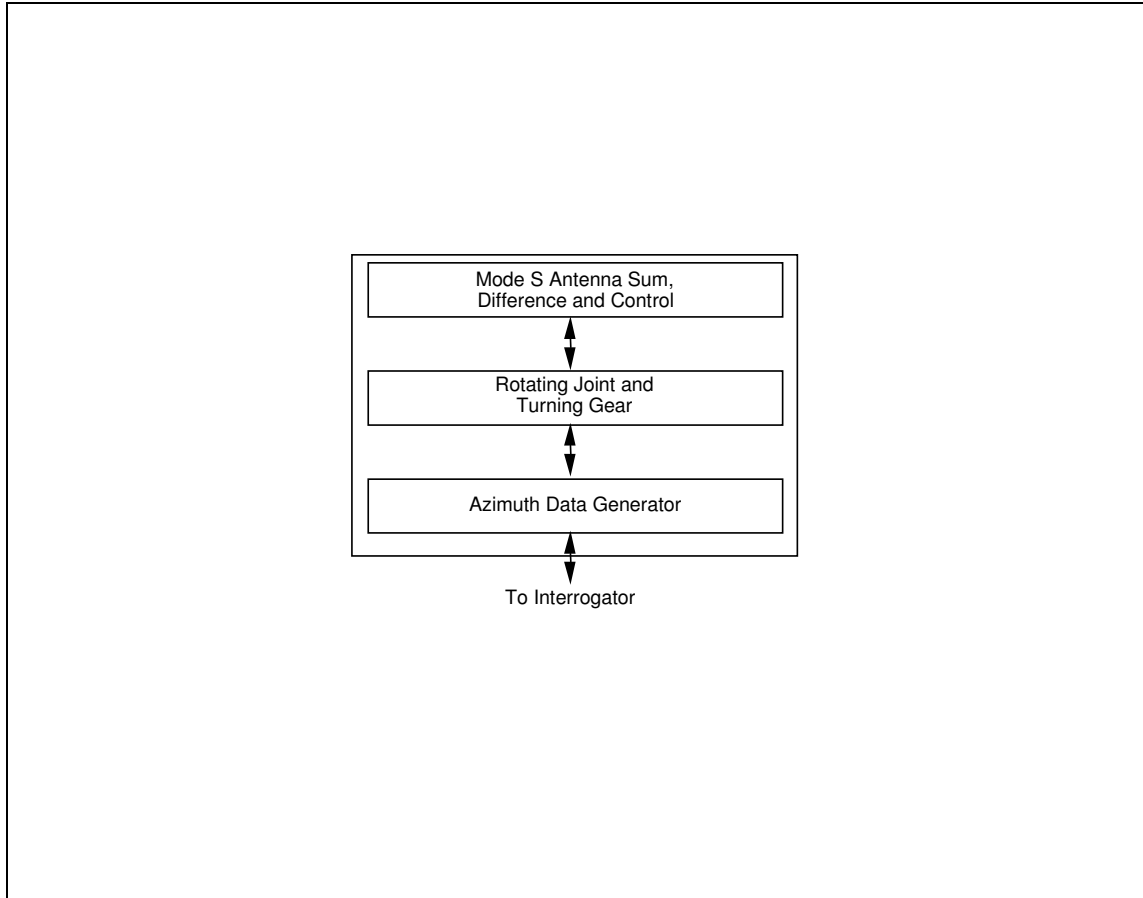 Mode S Antenna Sum,
Difference and Control
Rotating Joint and
Turning Gear
Azimuth Data Generator
To Interrogator